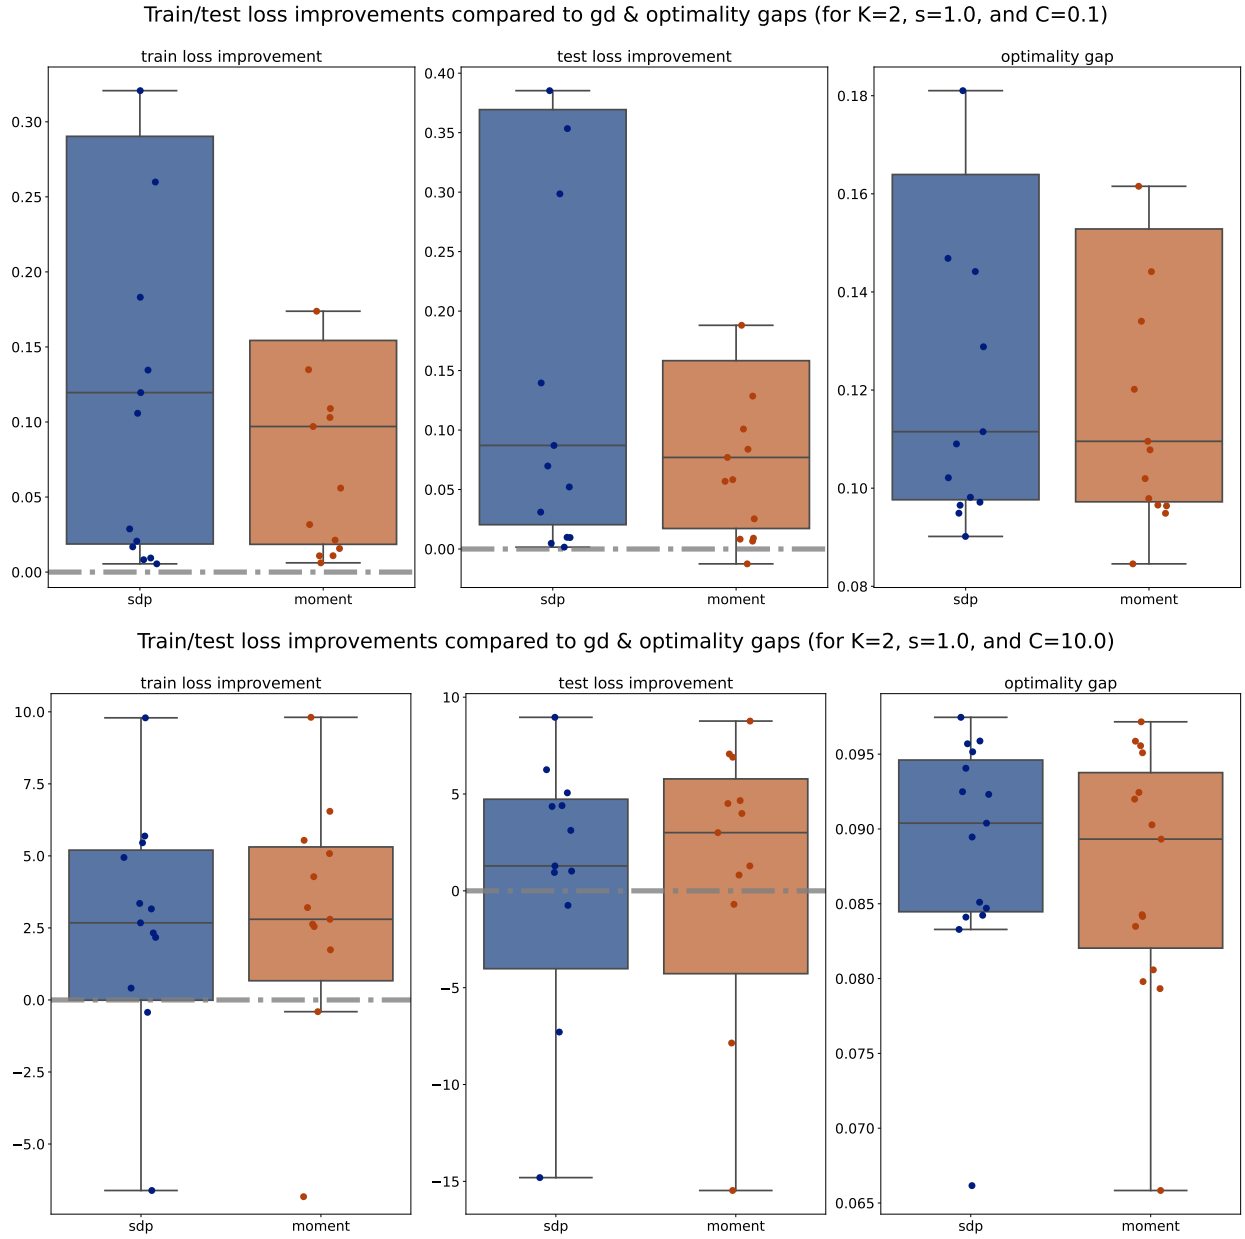 Train/test loss improvements compared to gd & optimality gaps (for K=2, s=1.0, and C=0.1)
train loss improvement
test loss improvement
optimality gap
0.30
0.25
0.20
0.15
0.10
0.05
0.00
sdp
moment
0.40
0.35
0.30
0.25
0.20
0.15
0.10
0.05
0.00
sdp
moment
0.18
0.16
0.14
0.12
0.10
0.08
sdp
moment
Train/test loss improvements compared to gd & optimality gaps (for K=2, s=1.0, and C=10.0)
train loss improvement
test loss improvement
optimality gap
10.0
7.5
5.0
2.5
0.0
−2.5
−5.0
sdp
moment
10
5
0
−5
−10
−15
sdp
moment
0.095
0.090
0.085
0.080
0.075
0.070
0.065
sdp
moment